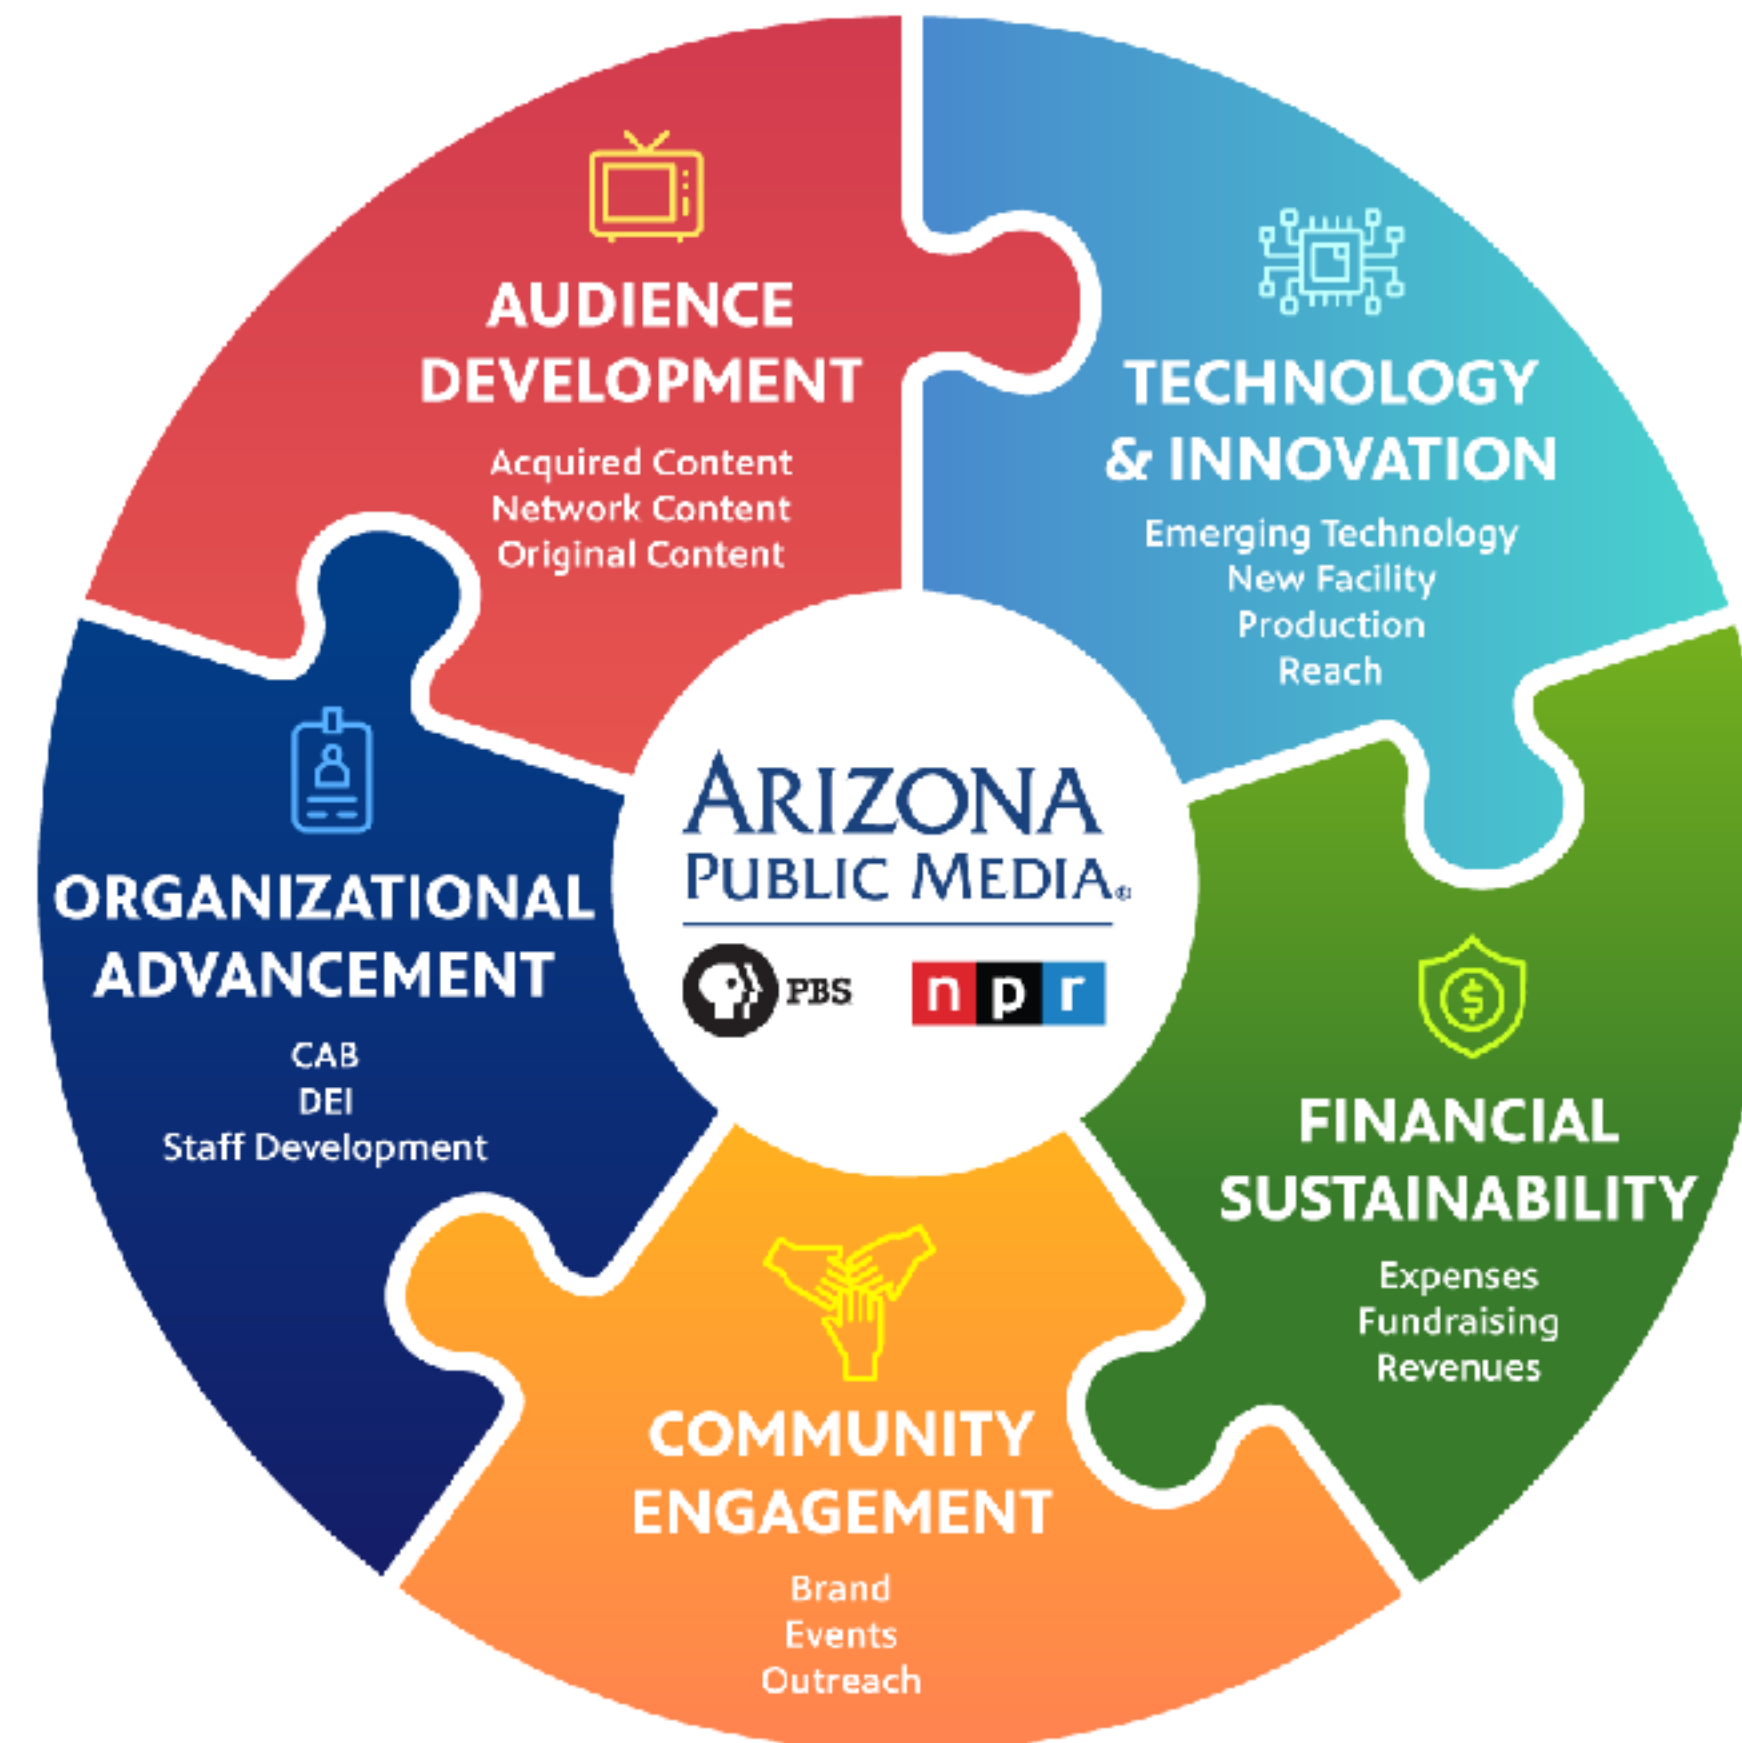 AUDIENCE
DEVELOPMENT
Acquired Content
Network Content
Original Content
TECHNOLOGY
& INNOVATION
Emerging Technology
New Facility
Production
Reach
ORGANIZATIONAL
ADVANCEMENT
CAB
DEI
Staff Development
ARIZONA
PUBLIC MEDIA®
PBS
npr
FINANCIAL
SUSTAINABILITY
Expenses
Fundraising
Revenues
COMMUNITY
ENGAGEMENT
Brand
Events
Outreach